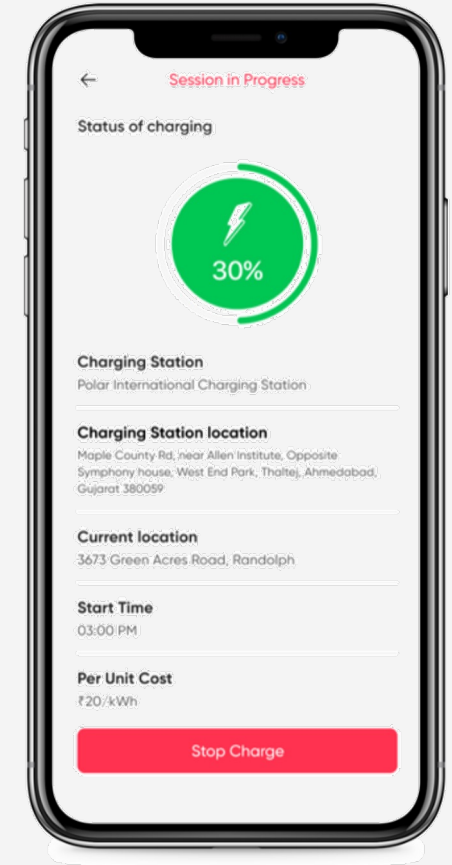 Session in Progress
Status of charging
30%
Charging Station
Polar International Charging Station
Charging Station location
Maple County Rd, near Allen Institute, Opposite
Symphony house, West End Park, Thaltej, Ahmedabad,
Gujarat 380059
Current location
3673 Green Acres Road, Randolph
Start Time
03:00 PM
Per Unit Cost
₹20/kWh
Stop Charge